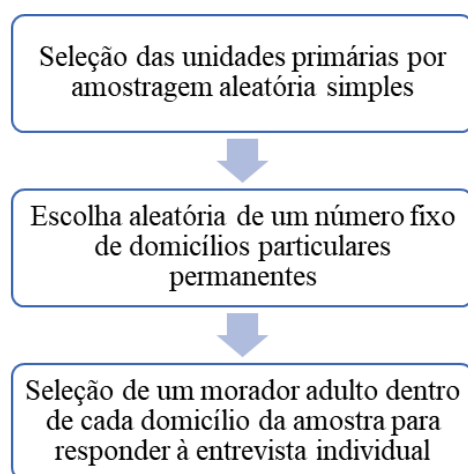 Seleção das unidades primárias por
amostragem aleatória simples
Escolha aleatória de um número fixo
de domicílios particulares
permanentes
Seleção de um morador adulto dentro
de cada domicílio da amostra para
responder à entrevista individual